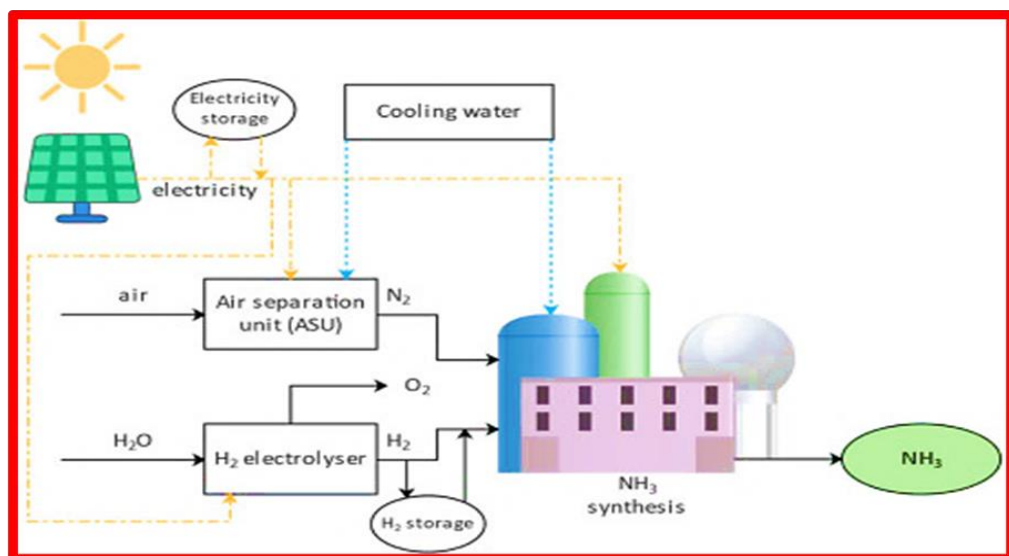 Electricity
storage
Cooling water
electricity
air
Air separation
unit (ASU)
N₂
O₂
H₂O
H₂ electrolyser
H₂
H₂ storage
NH₃
synthesis
NH₃